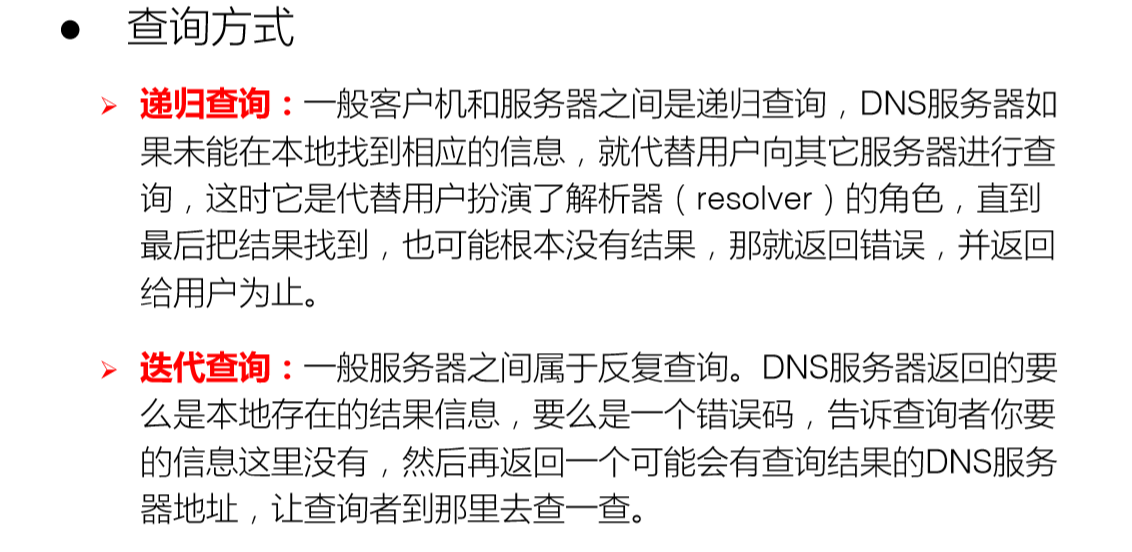 ● 查询方式
➢ 递归查询：一般客户机和服务器之间是递归查询，DNS服务器如
果未能在本地找到相应的信息，就代替用户向其它服务器进行查
询，这时它是代替用户扮演了解析器（resolver）的角色，直到
最后把结果找到，也可能根本没有结果，那就返回错误，并返回
给用户为止。
➢ 迭代查询：一般服务器之间属于反复查询。DNS服务器返回的要
么是本地存在的结果信息，要么是一个错误码，告诉查询者你要
的信息这里没有，然后再返回一个可能会有查询结果的DNS服务
器地址，让查询者到那里去查一查。